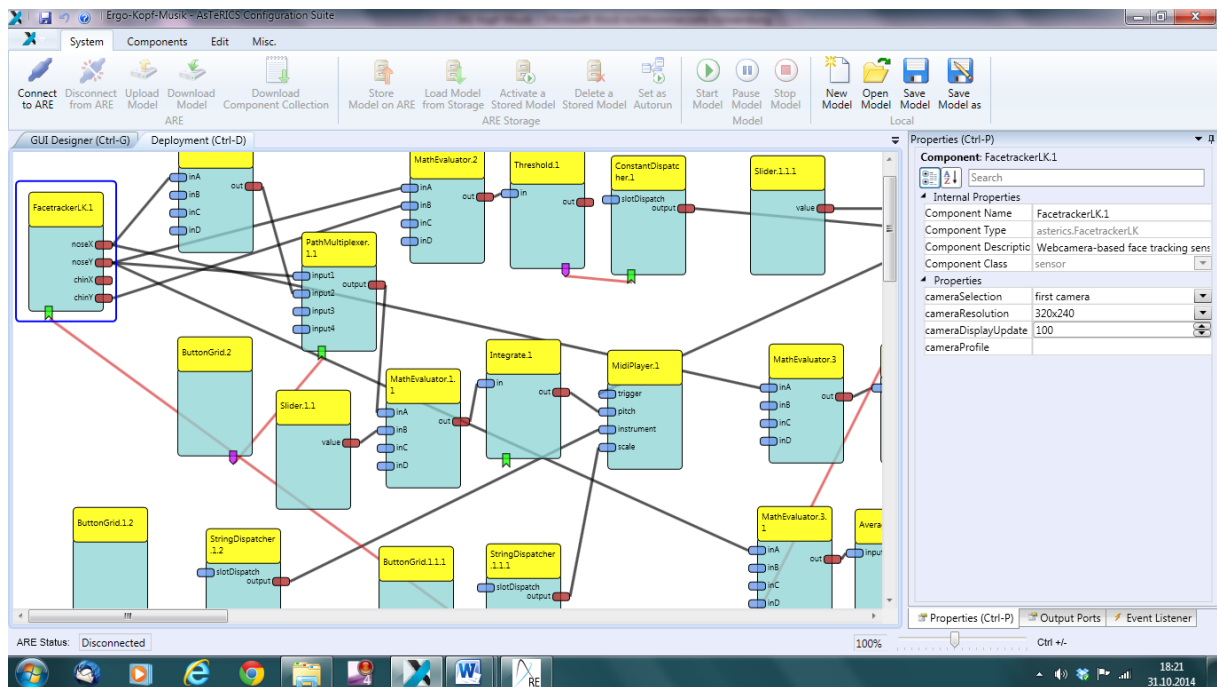 Ergo-Kopf-Musik - AsTeRICS Configuration Suite
System Components Edit Misc.
Connect to ARE
Disconnect from ARE
Upload Model
Download Model
Download Component Collection
ARE
Store Model on ARE
Load Model from Storage
Activate a Stored Model
Delete a Stored Model
Set as Autorun
ARE Storage
Start Model
Pause Model
Stop Model
Model
New Model
Open Model
Save Model
Save Model as
Local
GUI Designer (Ctrl-G) Deployment (Ctrl-D)
FacetrackerLK.1
noseX
noseY
chinX
chinY
inA
inB
inC
inD
out
PathMultiplexer.
1.1
input1
input2
input3
input4
output
MathEvaluator.2
inA
inB
inC
inD
out
Threshold.1
in
out
ConstantDispatc
her.1
slotDispatch
output
Slider.1.1.1
value
ButtonGrid.2
Slider.1.1
value
MathEvaluator.1.
1
inA
inB
inC
inD
out
Integrate.1
in
out
MidiPlayer.1
trigger
pitch
instrument
scale
MathEvaluator.3
inA
inB
inC
inD
out
ButtonGrid.1.2
StringDispatcher
.1.2
slotDispatch
output
ButtonGrid.1.1.1
StringDispatcher
.1.1.1
slotDispatch
output
MathEvaluator.3.
1
inA
inB
inC
inD
out
Avera
input
Properties (Ctrl-P)
Component: FacetrackerLK.1
Search
Internal Properties
Component Name FacetrackerLK.1
Component Type asterics.FacetrackerLK
Component Descriptic Webcamera-based face tracking sens
Component Class sensor
Properties
cameraSelection first camera
cameraResolution 320x240
cameraDisplayUpdate 100
cameraProfile
Properties (Ctrl-P) Output Ports Event Listener
ARE Status: Disconnected
100%
Ctrl +/-
4
W
RE
18:21
31.10.2014